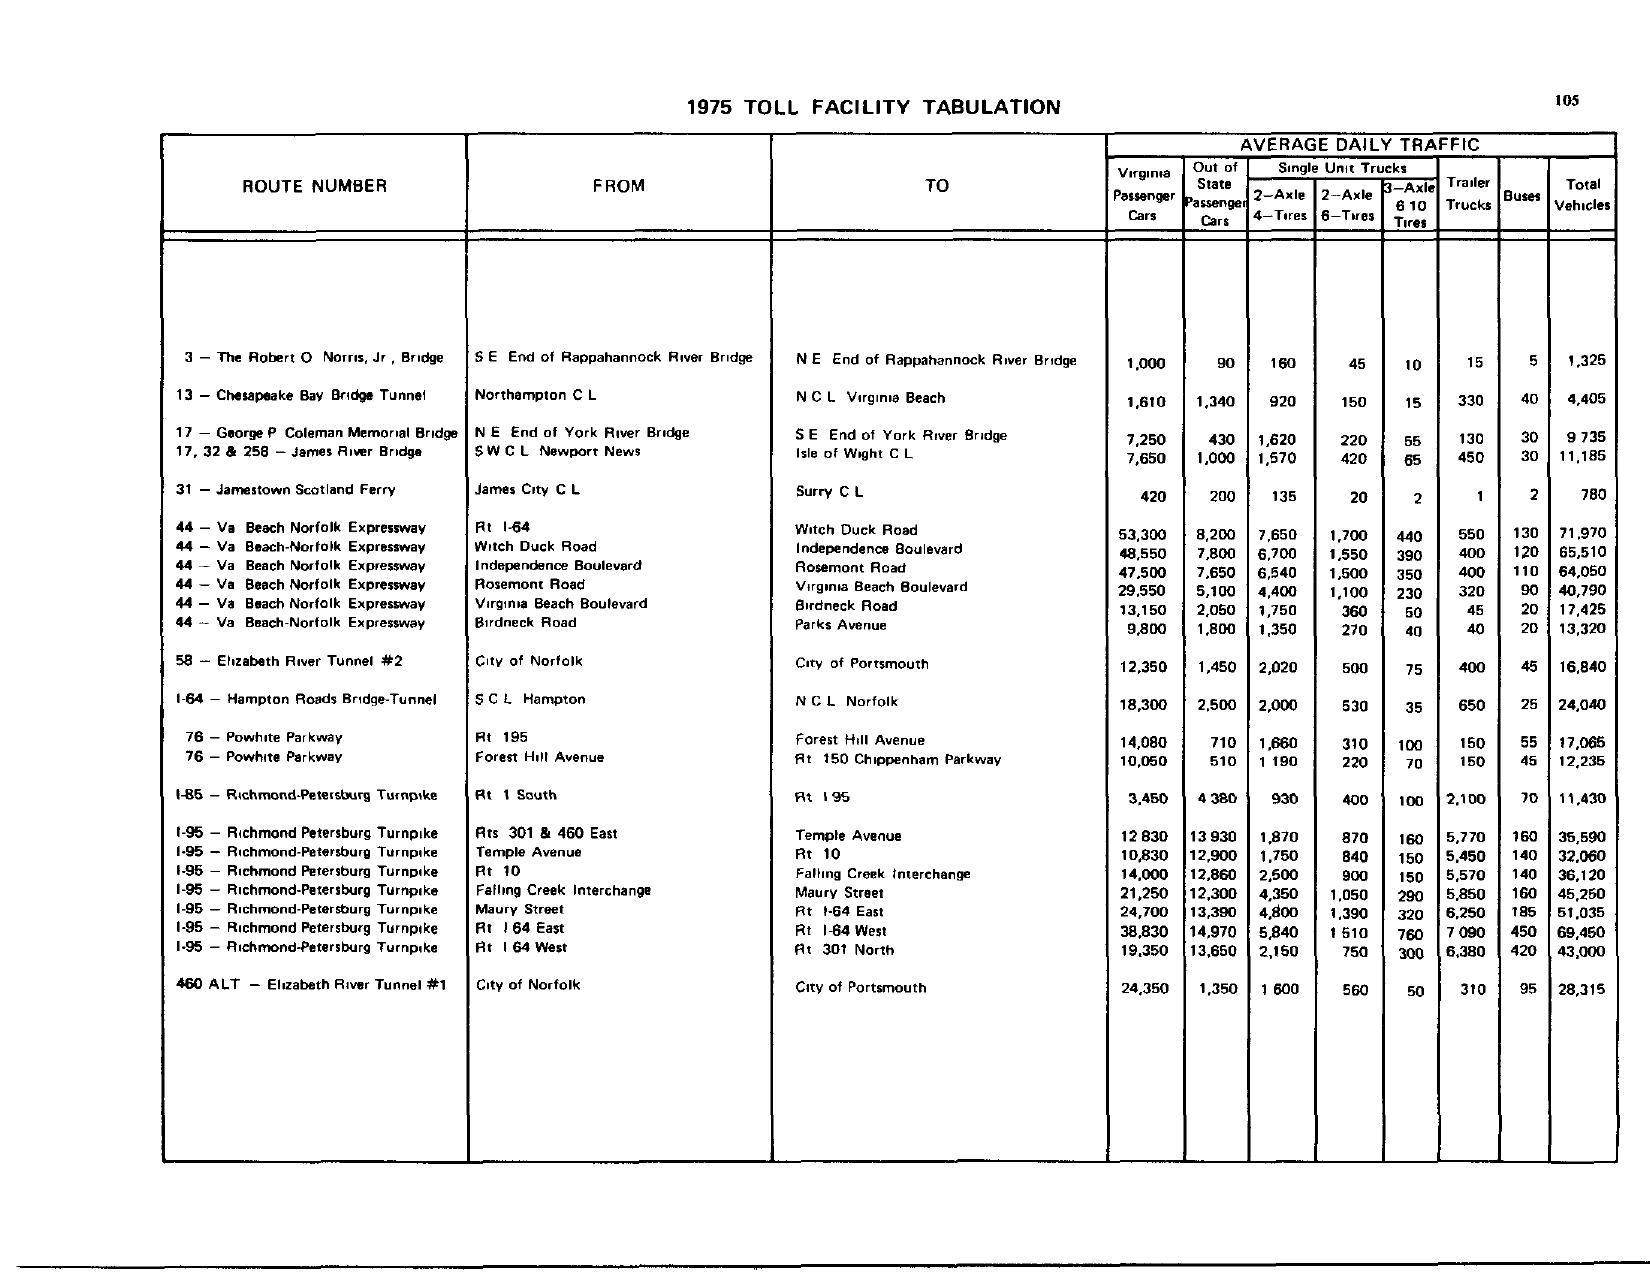 1975 TOLL FACILITY TABULATION
105
AVERAGE DAILY TRAFFIC
ROUTE NUMBER FROM TO Virginia Passenger Cars Out of State Passenger Cars Single Unit Trucks 2–Axle 4–Tires 2–Axle 6–Tires 3–Axle 6 10 Tires Trailer Trucks Buses Total Vehicles
3 – The Robert O Norris, Jr , Bridge S E End of Rappahannock River Bridge N E End of Rappahannock River Bridge 1,000 90 160 45 10 15 5 1,325
13 – Chesapeake Bay Bridge Tunnel Northampton C L N C L Virginia Beach 1,610 1,340 920 150 15 330 40 4,405
17 – George P Coleman Memorial Bridge N E End of York River Bridge S E End of York River Bridge 7,250 430 1,620 220 55 130 30 9 735
17, 32 & 258 – James River Bridge S W C L Newport News Isle of Wight C L 7,650 1,000 1,570 420 65 450 30 11,185
31 – Jamestown Scotland Ferry James City C L Surry C L 420 200 135 20 2 1 2 780
44 – Va Beach Norfolk Expressway Rt I-64 Witch Duck Road 53,300 8,200 7,650 1,700 440 550 130 71,970
44 – Va Beach-Norfolk Expressway Witch Duck Road Independence Boulevard 48,550 7,800 6,700 1,550 390 400 120 65,510
44 – Va Beach Norfolk Expressway Independence Boulevard Rosemont Road 47,500 7,650 6,540 1,500 350 400 110 64,050
44 – Va Beach Norfolk Expressway Rosemont Road Virginia Beach Boulevard 29,550 5,100 4,400 1,100 230 320 90 40,790
44 – Va Beach Norfolk Expressway Virginia Beach Boulevard Birdneck Road 13,150 2,050 1,750 360 50 45 20 17,425
44 – Va Beach-Norfolk Expressway Birdneck Road Parks Avenue 9,800 1,800 1,350 270 40 40 20 13,320
58 – Elizabeth River Tunnel #2 City of Norfolk City of Portsmouth 12,350 1,450 2,020 500 75 400 45 16,840
I-64 – Hampton Roads Bridge-Tunnel S C L Hampton N C L Norfolk 18,300 2,500 2,000 530 35 650 25 24,040
76 – Powhite Parkway Rt 195 Forest Hill Avenue 14,080 710 1,660 310 100 150 55 17,065
76 – Powhite Parkway Forest Hill Avenue Rt 150 Chippenham Parkway 10,050 510 1 190 220 70 150 45 12,235
I-85 – Richmond-Petersburg Turnpike Rt 1 South Rt I 95 3,450 4 380 930 400 100 2,100 70 11,430
I-95 – Richmond Petersburg Turnpike Rts 301 & 460 East Temple Avenue 12 830 13 930 1,870 870 160 5,770 160 35,590
I-95 – Richmond-Petersburg Turnpike Temple Avenue Rt 10 10,830 12,900 1,750 840 150 5,450 140 32,060
I-95 – Richmond Petersburg Turnpike Rt 10 Falling Creek Interchange 14,000 12,860 2,500 900 150 5,570 140 36,120
I-95 – Richmond-Petersburg Turnpike Falling Creek Interchange Maury Street 21,250 12,300 4,350 1,050 290 5,850 160 45,250
I-95 – Richmond-Petersburg Turnpike Maury Street Rt I-64 East 24,700 13,390 4,800 1,390 320 6,250 185 51,035
I-95 – Richmond Petersburg Turnpike Rt I 64 East Rt I-64 West 38,830 14,970 5,840 1 510 760 7 090 450 69,450
I-95 – Richmond-Petersburg Turnpike Rt I 64 West Rt 301 North 19,350 13,650 2,150 750 300 6,380 420 43,000
460 ALT – Elizabeth River Tunnel #1 City of Norfolk City of Portsmouth 24,350 1,350 1 600 560 50 310 95 28,315